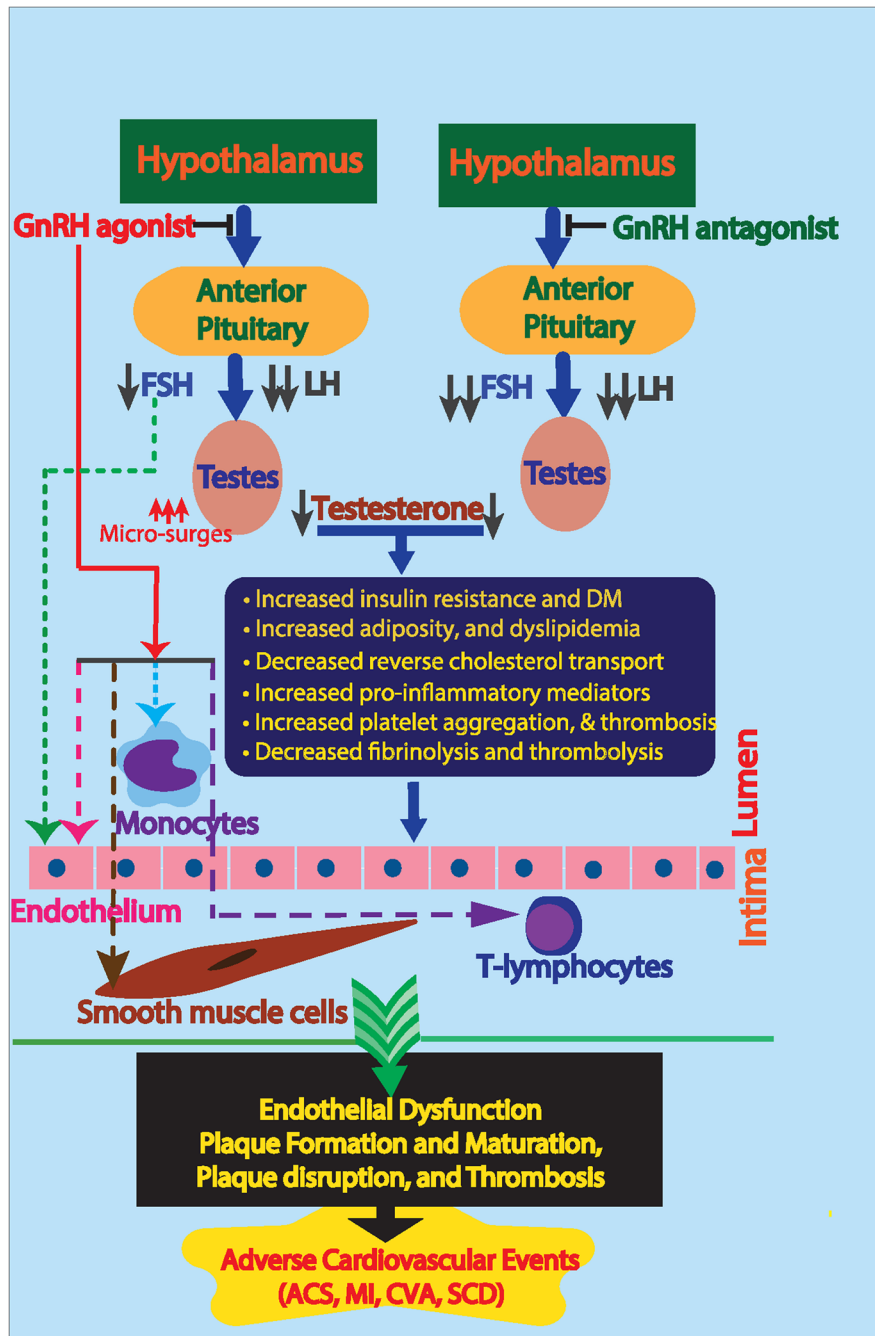 Hypothalamus
Hypothalamus
GnRH agonist
GnRH antagonist
Anterior
Pituitary
Anterior
Pituitary
FSH
LH
FSH
LH
Testes
Testes
Micro-surges
Testesterone
• Increased insulin resistance and DM
• Increased adiposity, and dyslipidemia
• Decreased reverse cholesterol transport
• Increased pro-inflammatory mediators
• Increased platelet aggregation, & thrombosis
• Decreased fibrinolysis and thrombolysis
Lumen
Monocytes
Intima
Endothelium
T-lymphocytes
Smooth muscle cells
Endothelial Dysfunction
Plaque Formation and Maturation,
Plaque disruption, and Thrombosis
Adverse Cardiovascular Events
(ACS, MI, CVA, SCD)